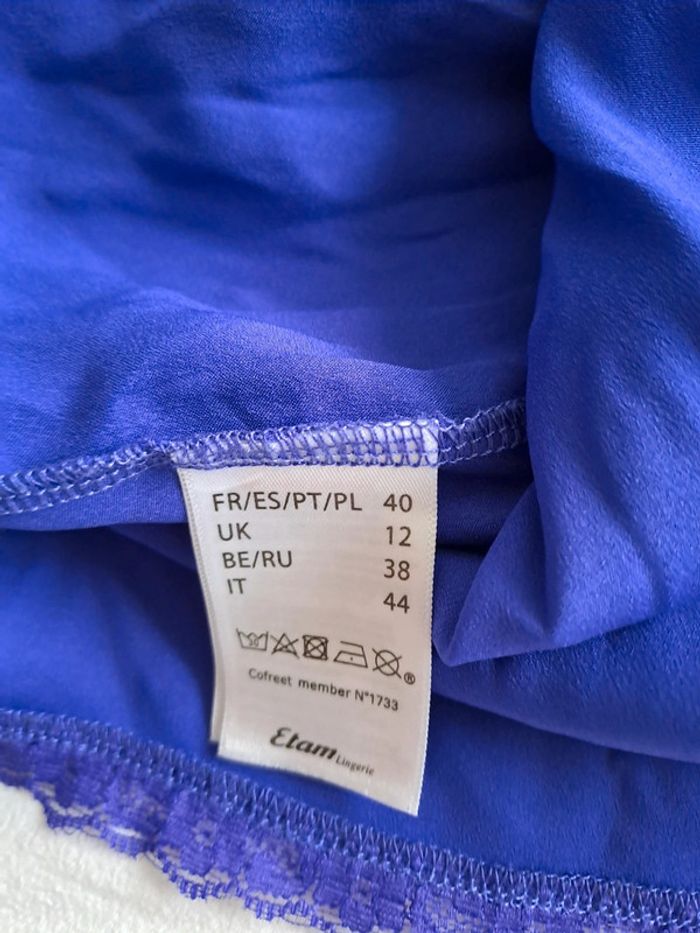 FR/ES/PT/PL 40
UK 12
BE/RU 38
IT 44
Cofreet member N°1733
Etam Lingerie